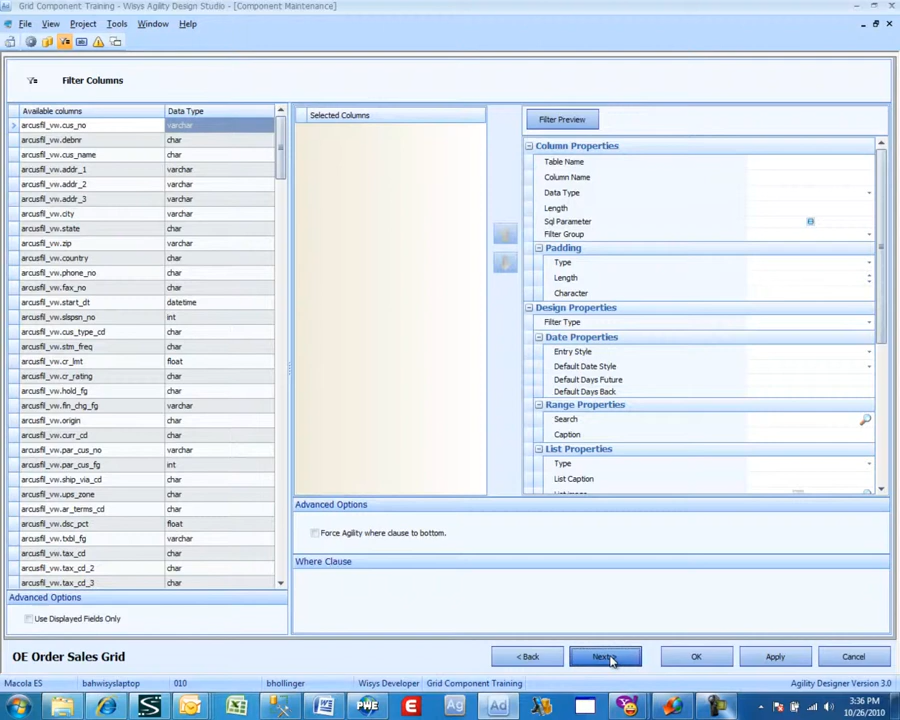 Grid Component Training - Wisys Agility Design Studio - [Component Maintenance]
File View Project Tools Window Help
Filter Columns
Available columns Data Type
arcusfil_vw.cus_no varchar
arcusfil_vw.debnr char
arcusfil_vw.cus_name char
arcusfil_vw.addr_1 varchar
arcusfil_vw.addr_2 varchar
arcusfil_vw.addr_3 varchar
arcusfil_vw.city varchar
arcusfil_vw.state char
arcusfil_vw.zip varchar
arcusfil_vw.country char
arcusfil_vw.phone_no char
arcusfil_vw.fax_no char
arcusfil_vw.start_dt datetime
arcusfil_vw.slspsn_no int
arcusfil_vw.cus_type_cd char
arcusfil_vw.stm_freq char
arcusfil_vw.cr_lmt float
arcusfil_vw.cr_rating char
arcusfil_vw.hold_fg char
arcusfil_vw.fin_chg_fg varchar
arcusfil_vw.origin char
arcusfil_vw.curr_cd char
arcusfil_vw.par_cus_no varchar
arcusfil_vw.par_cus_fg int
arcusfil_vw.ship_via_cd char
arcusfil_vw.ups_zone char
arcusfil_vw.ar_terms_cd char
arcusfil_vw.dsc_pct float
arcusfil_vw.txbl_fg varchar
arcusfil_vw.tax_cd char
arcusfil_vw.tax_cd_2 char
arcusfil_vw.tax_cd_3 char
Advanced Options
Use Displayed Fields Only
Selected Columns
Filter Preview
Column Properties
Table Name
Column Name
Data Type
Length
Sql Parameter
Filter Group
Padding
Type
Length
Character
Design Properties
Filter Type
Date Properties
Entry Style
Default Date Style
Default Days Future
Default Days Back
Range Properties
Search
Caption
List Properties
Type
List Caption
List Image
Advanced Options
Force Agility where clause to bottom.
Where Clause
OE Order Sales Grid
< Back Next > OK Apply Cancel
Macola ES bahwisyslaptop 010 bhollinger Wisys Developer Grid Component Training Agility Designer Version 3.0
3:36 PM
10/26/2010